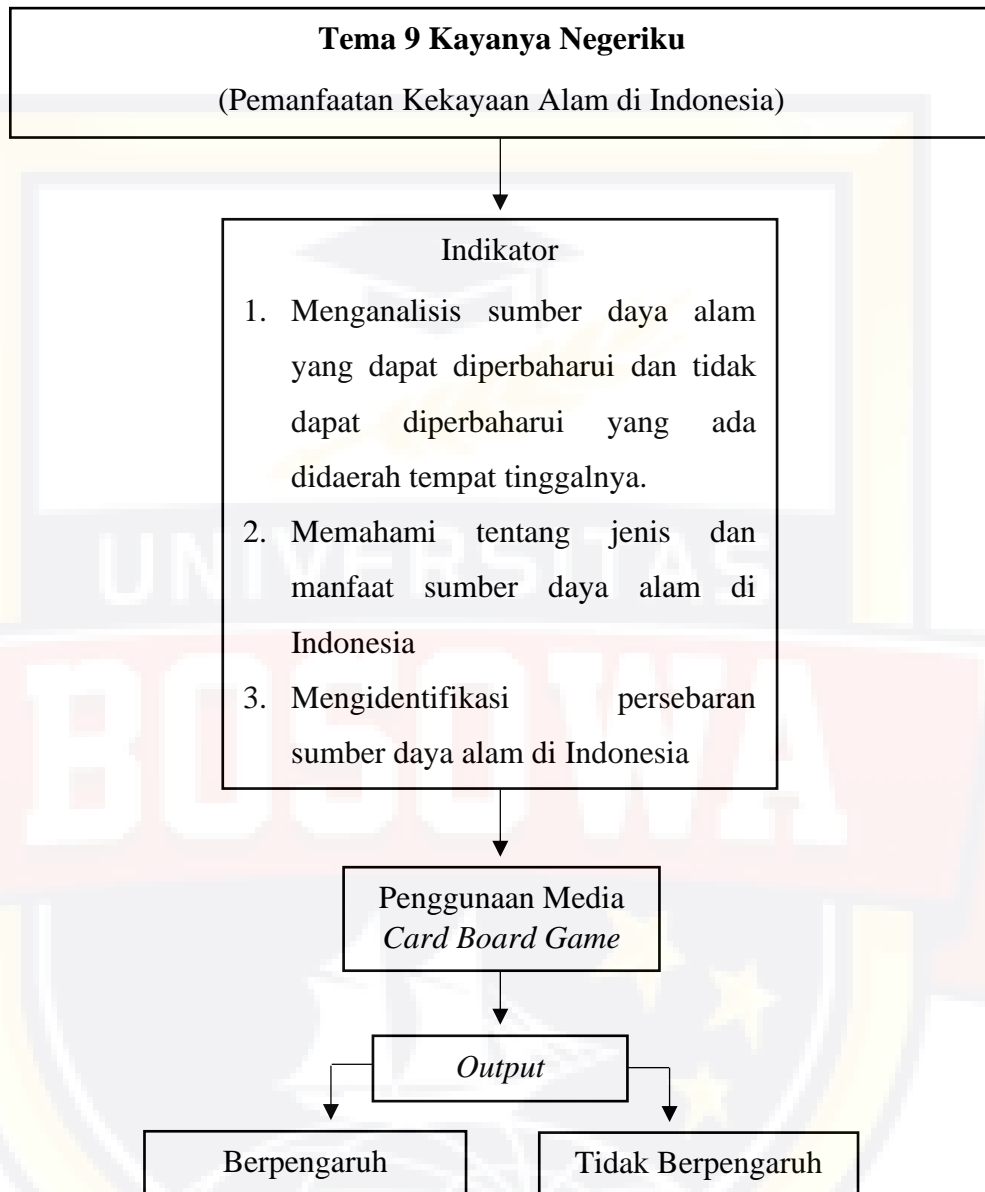 Tema 9 Kayanya Negeriku
(Pemanfaatan Kekayaan Alam di Indonesia)
Indikator
1. Menganalisis sumber daya alam
yang dapat diperbaharui dan tidak
dapat diperbaharui yang ada
didaerah tempat tinggalnya.
2. Memahami tentang jenis dan
manfaat sumber daya alam di
Indonesia
3. Mengidentifikasi persebaran
sumber daya alam di Indonesia
Penggunaan Media
Card Board Game
Output
Berpengaruh
Tidak Berpengaruh
UNIVERSITAS
BOSOWA